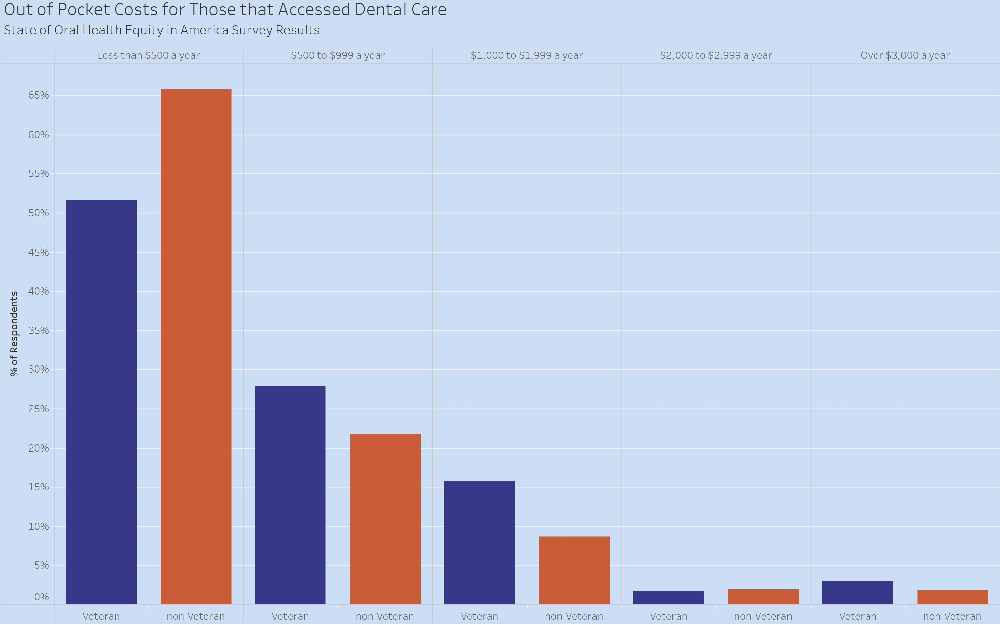 Out of Pocket Costs for Those that Accessed Dental Care
State of Oral Health Equity in America Survey Results
Less than $500 a year
$500 to $999 a year
$1,000 to $1,999 a year
$2,000 to $2,999 a year
Over $3,000 a year
% of Respondents
65%
60%
55%
50%
45%
40%
35%
30%
25%
20%
15%
10%
5%
0%
Veteran
non-Veteran
Veteran
non-Veteran
Veteran
non-Veteran
Veteran
non-Veteran
Veteran
non-Veteran